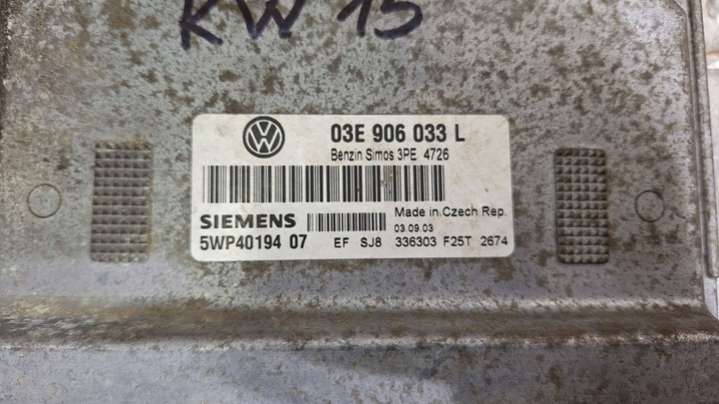 KW 15
03E 906 033 L
Benzin Simos 3PE 4726
SIEMENS
Made in Czech Rep.
03.09.03
5WP40194 07 EF SJ8 336303 F25T 2674